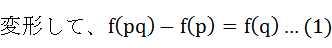 変形して、f(pq) − f(p) = f(q) … (1)